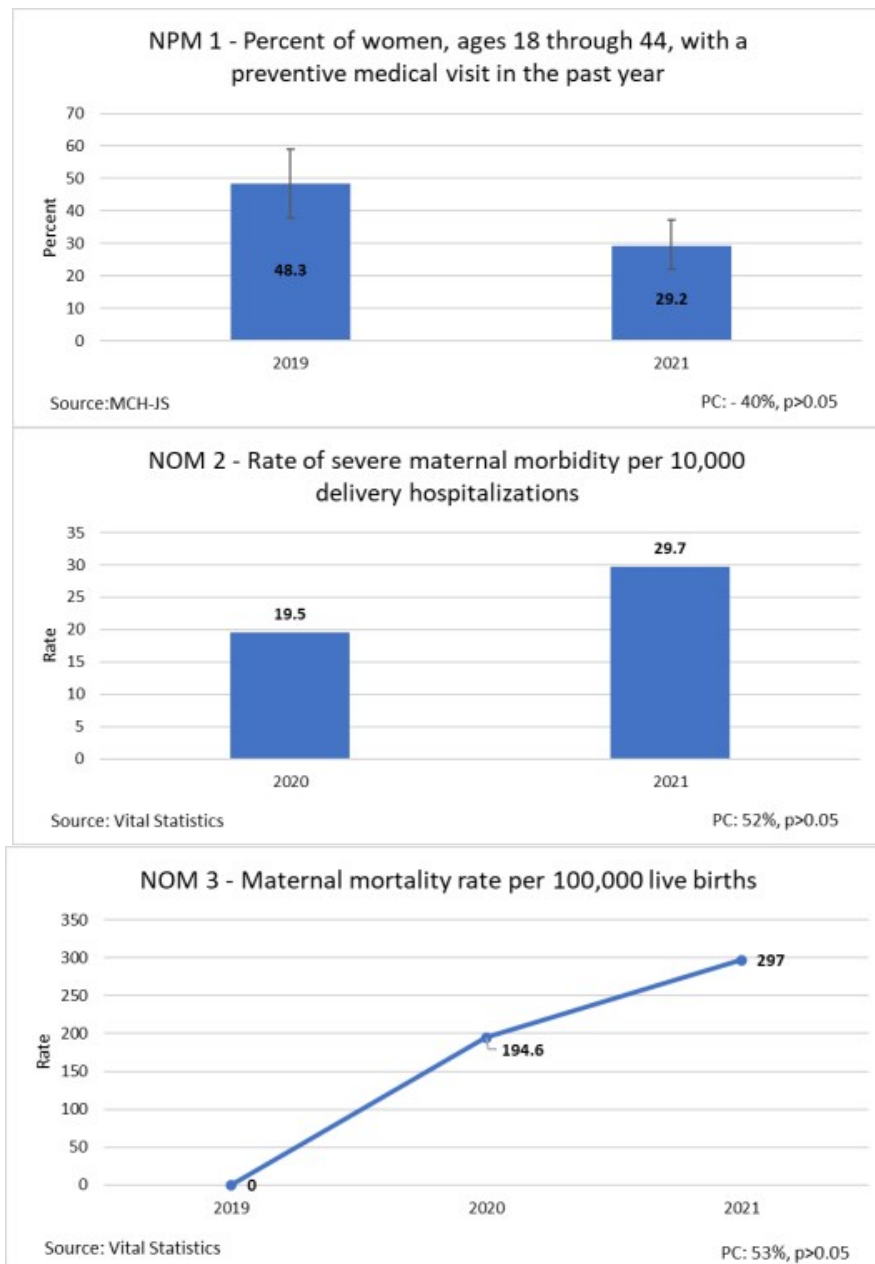 NPM 1 - Percent of women, ages 18 through 44, with a
preventive medical visit in the past year
70
60
50
40
30
20
10
0
Percent
48.3
29.2
2019 2021
Source:MCH-JS PC: - 40%, p>0.05
NOM 2 - Rate of severe maternal morbidity per 10,000
delivery hospitalizations
35
30
25
20
15
10
5
0
Rate
19.5
29.7
2020 2021
Source: Vital Statistics PC: 52%, p>0.05
NOM 3 - Maternal mortality rate per 100,000 live births
350
300
250
200
150
100
50
0
Rate
0
194.6
297
2019 2020 2021
Source: Vital Statistics PC: 53%, p>0.05